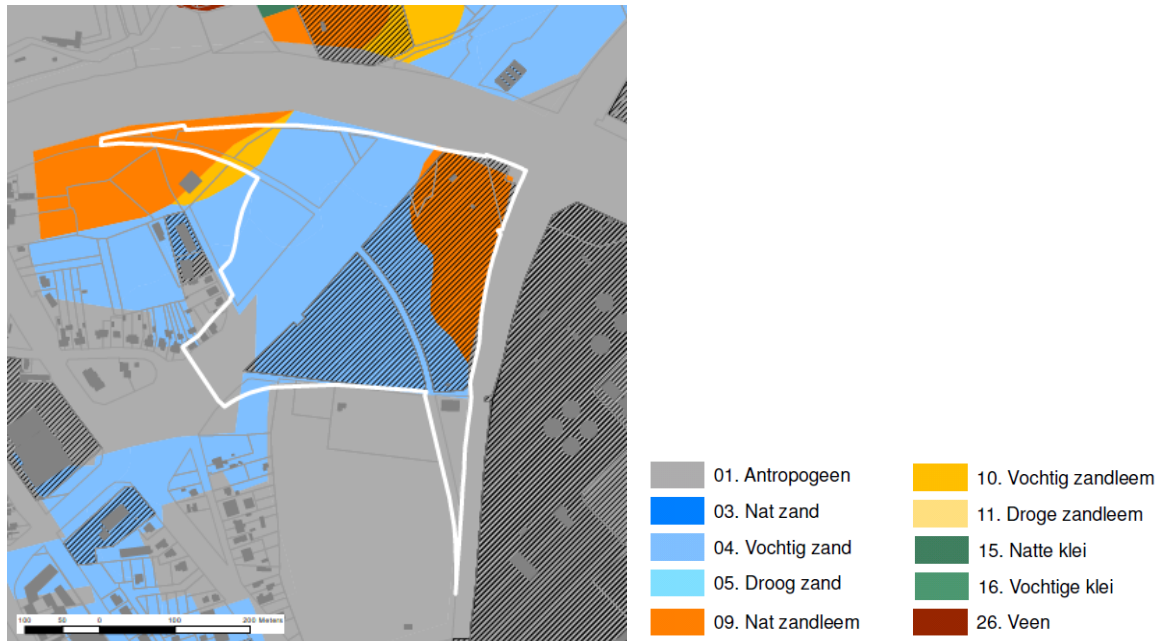 100 50 0 100 200 Meters
01. Antropogeen
03. Nat zand
04. Vochtig zand
05. Droog zand
09. Nat zandleem
10. Vochtig zandleem
11. Droge zandleem
15. Natte klei
16. Vochtige klei
26. Veen